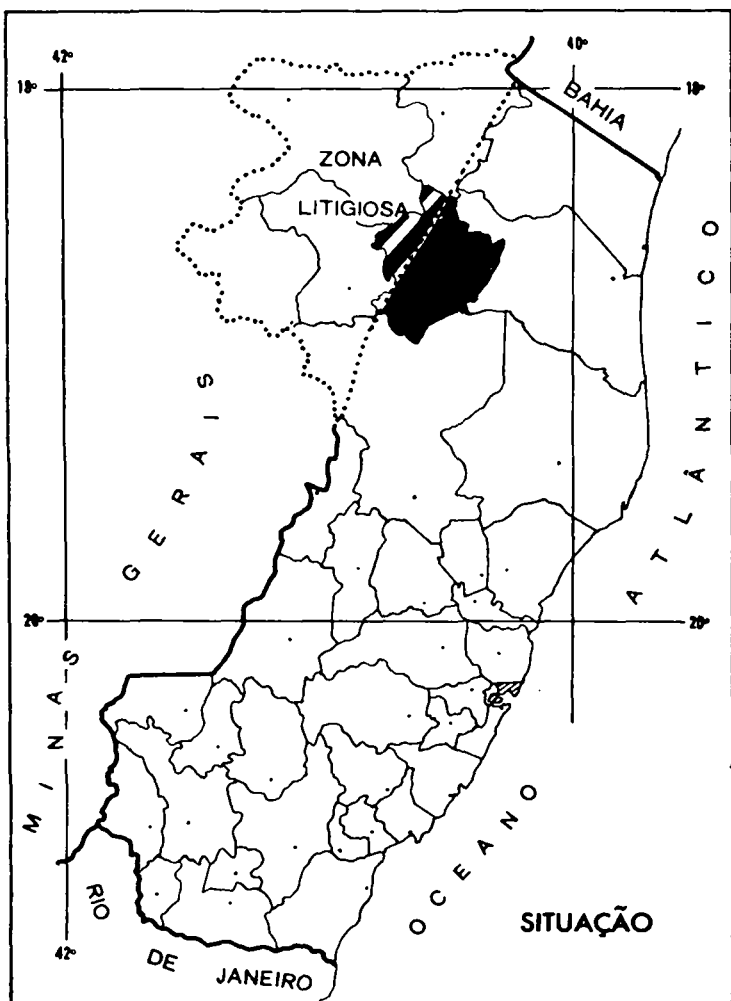 42°
40°
18°
18°
BAHIA
ZONA
LITIGIOSA
MINAS GERAIS
OCEANO ATLÂNTICO
20°
20°
SITUAÇÃO
42°
RIO DE JANEIRO